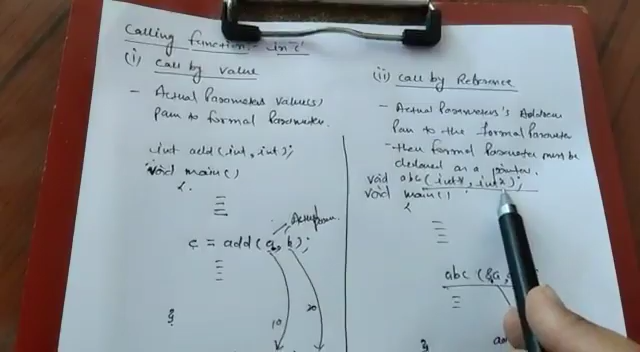 Calling function:- in 'C'
(i) Call by Value
- Actual Parameter values,
Pass to formal Parameter.
int add(int, int);
void main()
{
c = add(a, b);
10
20
}
(ii) Call by Reference
- Actual Parameter's Address
Pass to the formal Parameter
- then formal Parameter must be
declared as a pointer.
void abc(int*, int*);
void main()
{
abc(&a,
}